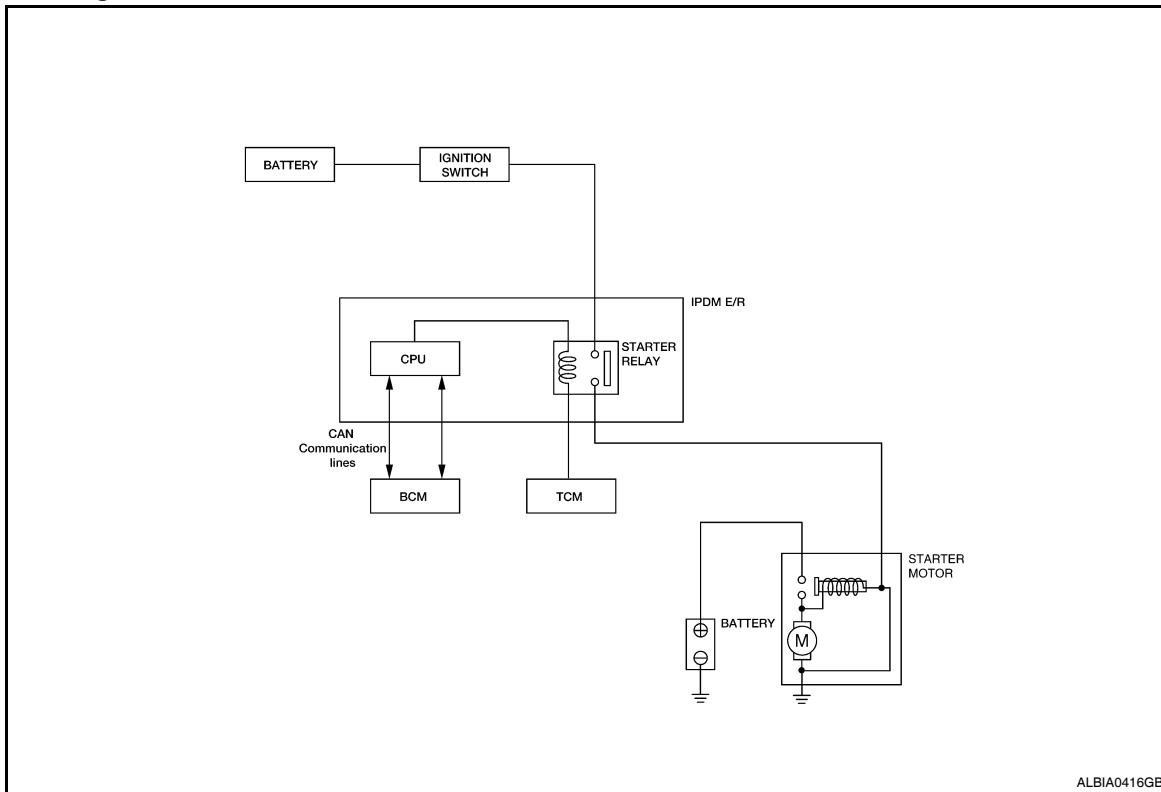 BATTERY
IGNITION
SWITCH
IPDM E/R
CPU
STARTER
RELAY
CAN
Communication
lines
BCM
TCM
STARTER
MOTOR
BATTERY
M
ALBIA0416GB